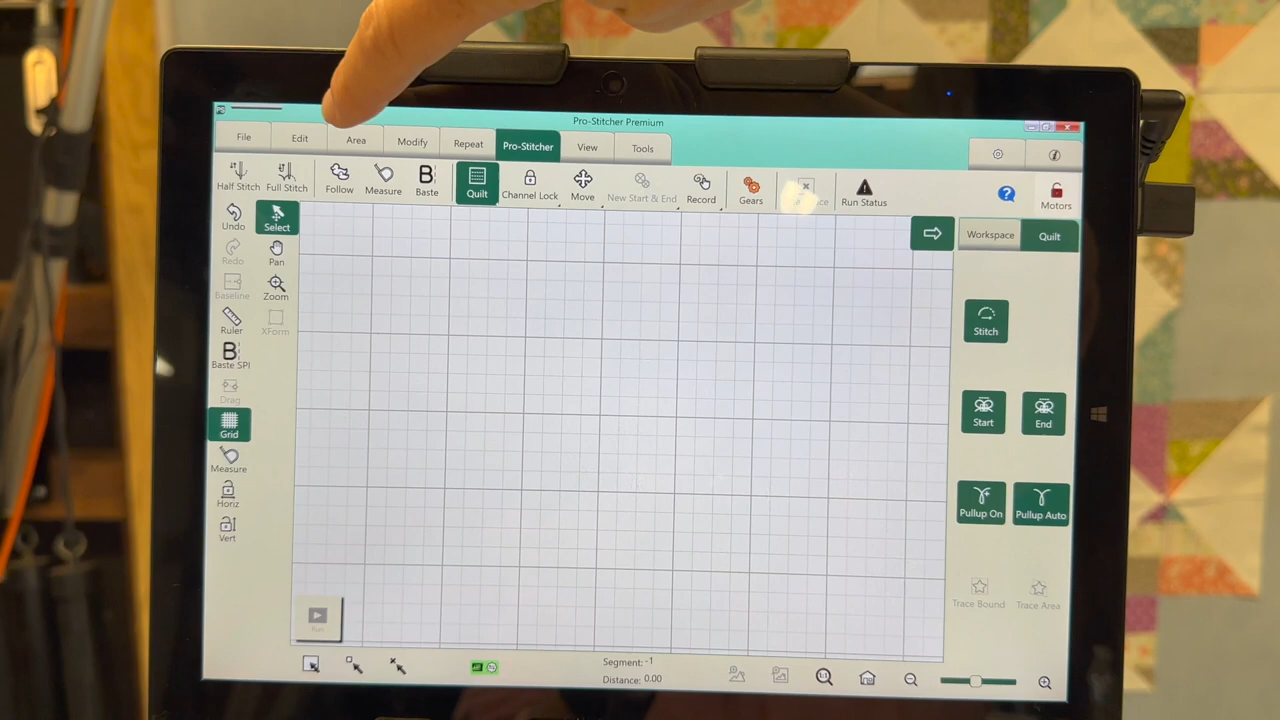 Pro-Stitcher Premium
File Edit Area Modify Repeat Pro-Stitcher View Tools
Half Stitch Full Stitch Follow Measure Baste Quilt Channel Lock Move New Start & End Record Gears Run Status Motors
Undo Select
Redo Pan
Baseline Zoom
Ruler XForm
Baste SPI
Drag
Grid
Measure
Horiz
Vert
Workspace Quilt
Stitch
Start End
Pullup On Pullup Auto
Trace Bound Trace Area
Run
Segment: -1
Distance: 0.00
1:1